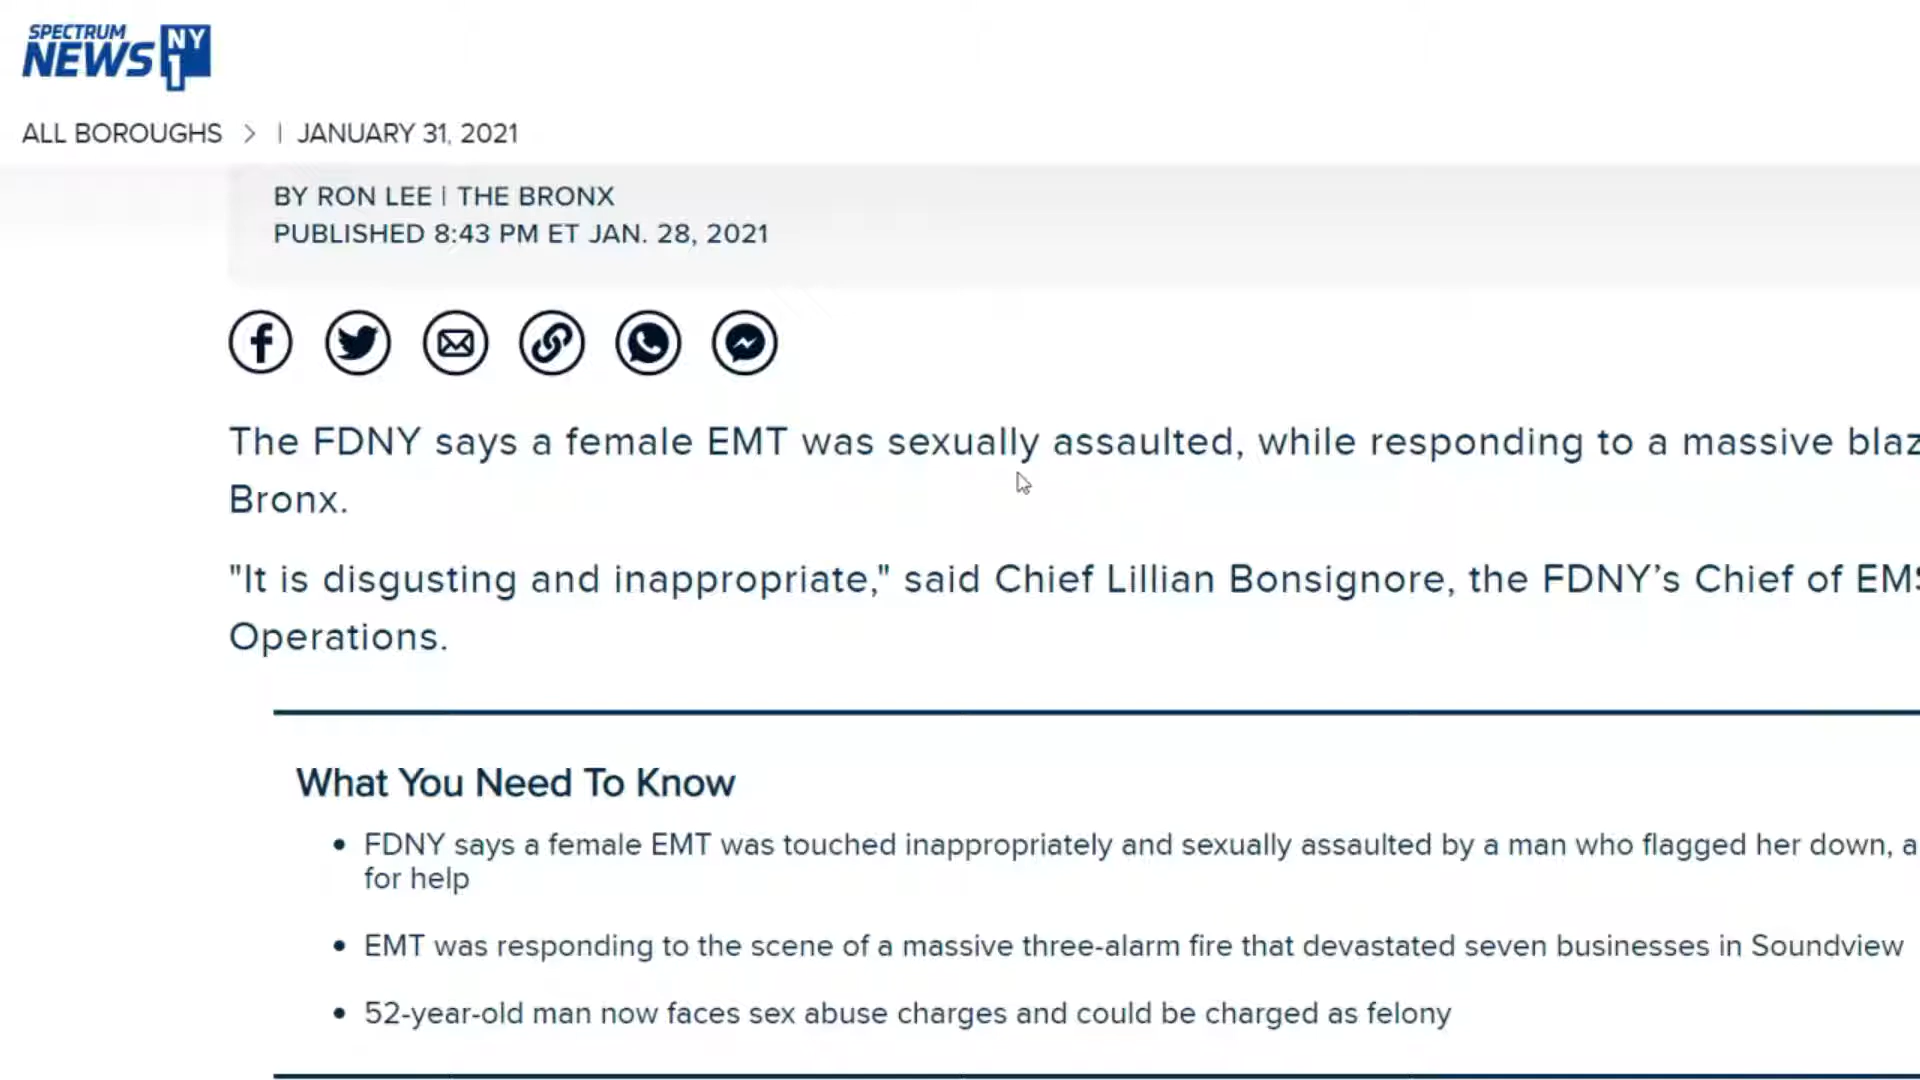 SPECTRUM
NEWS NY
1
ALL BOROUGHS > | JANUARY 31, 2021
BY RON LEE | THE BRONX
PUBLISHED 8:43 PM ET JAN. 28, 2021
The FDNY says a female EMT was sexually assaulted, while responding to a massive
Bronx.
"It is disgusting and inappropriate," said Chief Lillian Bonsignore, the FDNY’s Chief of
Operations.
What You Need To Know
• FDNY says a female EMT was touched inappropriately and sexually assaulted by a man who flagged her down,
for help
• EMT was responding to the scene of a massive three-alarm fire that devastated seven businesses in Soundview
• 52-year-old man now faces sex abuse charges and could be charged as felony